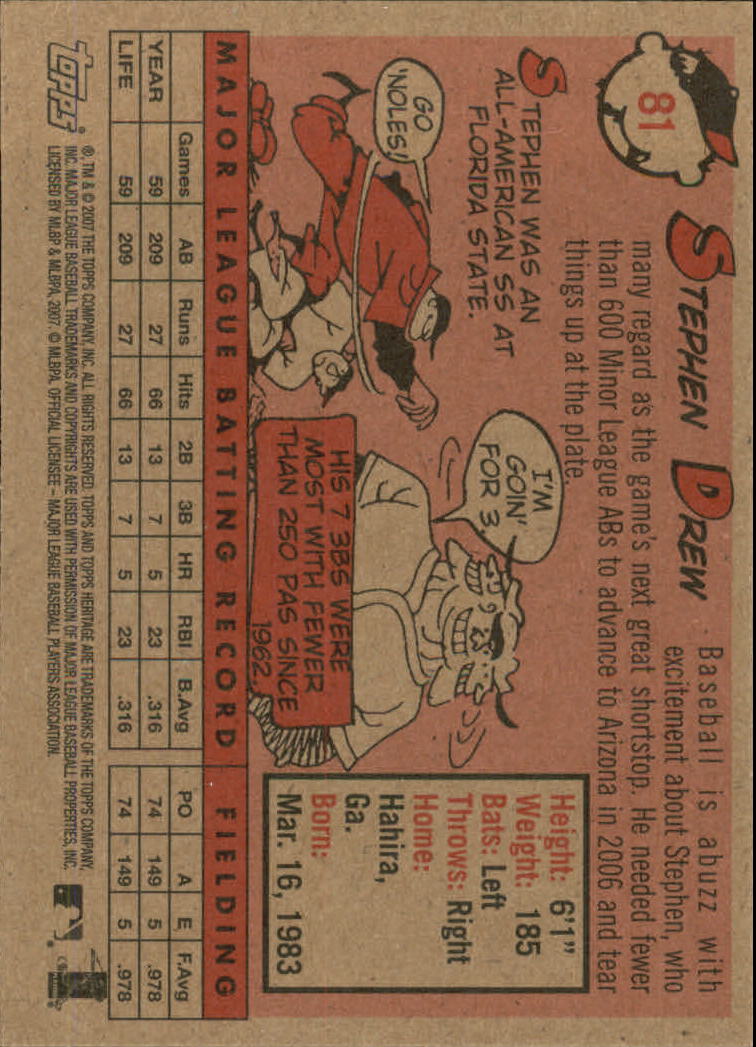 81
STEPHEN DREW
Baseball is abuzz with
excitement about Stephen, who
many regard as the game's next great shortstop. He needed fewer
than 600 Minor League ABs to advance to Arizona in 2006 and tear
things up at the plate.
STEPHEN WAS AN
ALL-AMERICAN SS AT
FLORIDA STATE.
GO
'NOLES!
I'M
GOIN'
FOR 3
HIS 7 3BS WERE
MOST WITH FEWER
THAN 250 PAS SINCE
1962.
Height: 6'1"
Weight: 185
Bats: Left
Throws: Right
Home:
Hahira,
Ga.
Born:
Mar. 16, 1983
MAJOR LEAGUE BATTING RECORD FIELDING
Games AB Runs Hits 2B 3B HR RBI B.Avg PO A E F.Avg
YEAR 59 209 27 66 13 7 5 23 .316 74 149 5 .978
LIFE 59 209 27 66 13 7 5 23 .316 74 149 5 .978
Topps®
®, TM & © 2007 THE TOPPS COMPANY, INC. ALL RIGHTS RESERVED. TOPPS AND TOPPS HERITAGE ARE TRADEMARKS OF THE TOPPS COMPANY,
INC. MAJOR LEAGUE BASEBALL TRADEMARKS AND COPYRIGHTS ARE USED WITH PERMISSION OF MAJOR LEAGUE BASEBALL PROPERTIES, INC.
LICENSED BY MLBP & MLBPA, 2007. © MLBPA, OFFICIAL LICENSEE – MAJOR LEAGUE BASEBALL PLAYERS ASSOCIATION.